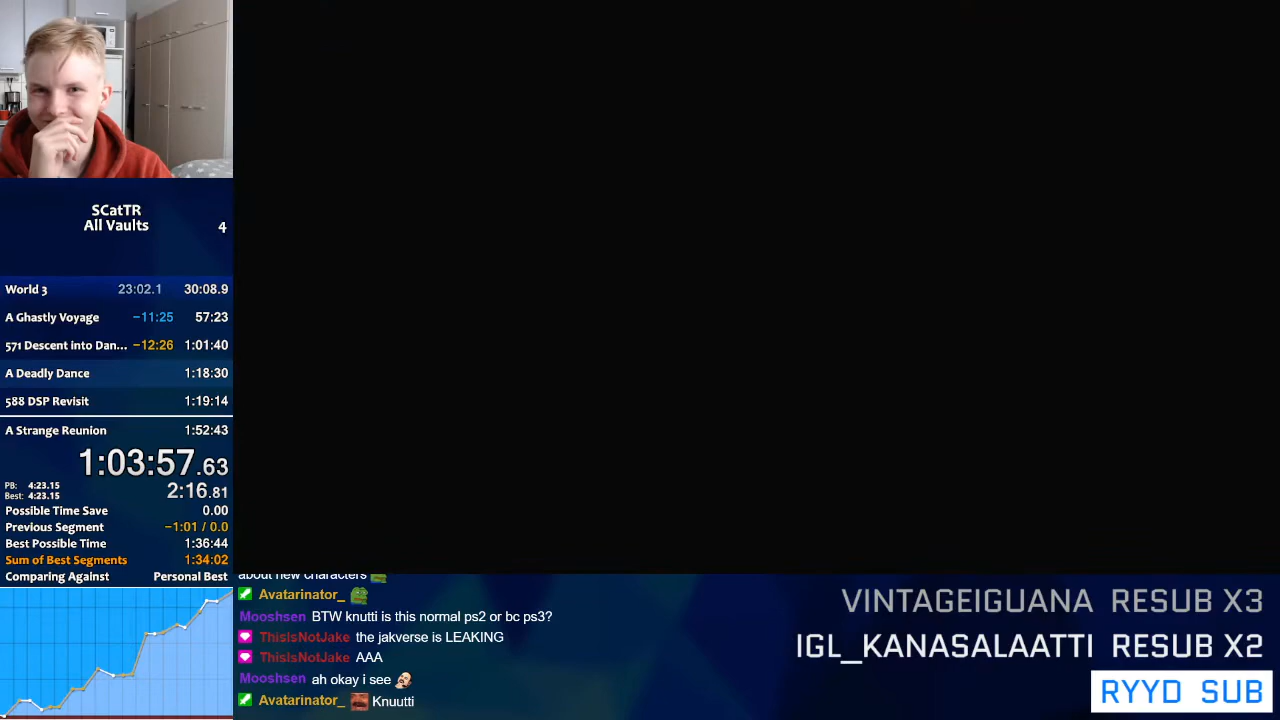 SCatTR
All Vaults
4
World 3 23:02.1 30:08.9
A Ghastly Voyage −11:25 57:23
571 Descent into Dan... −12:26 1:01:40
A Deadly Dance 1:18:30
588 DSP Revisit 1:19:14
A Strange Reunion 1:52:43
1:03:57.63
PB: 4:23.15
Best: 4:23.15
2:16.81
Possible Time Save 0.00
Previous Segment −1:01 / 0.0
Best Possible Time 1:36:44
Sum of Best Segments 1:34:02
Comparing Against Personal Best
about new characters
Avatarinator_
Mooshsen BTW knutti is this normal ps2 or bc ps3?
ThisIsNotJake the jakverse is LEAKING
ThisIsNotJake AAA
Mooshsen ah okay i see
Avatarinator_ Knuutti
VINTAGEIGUANA RESUB X3
IGL_KANASALAATTI RESUB X2
RYYD SUB